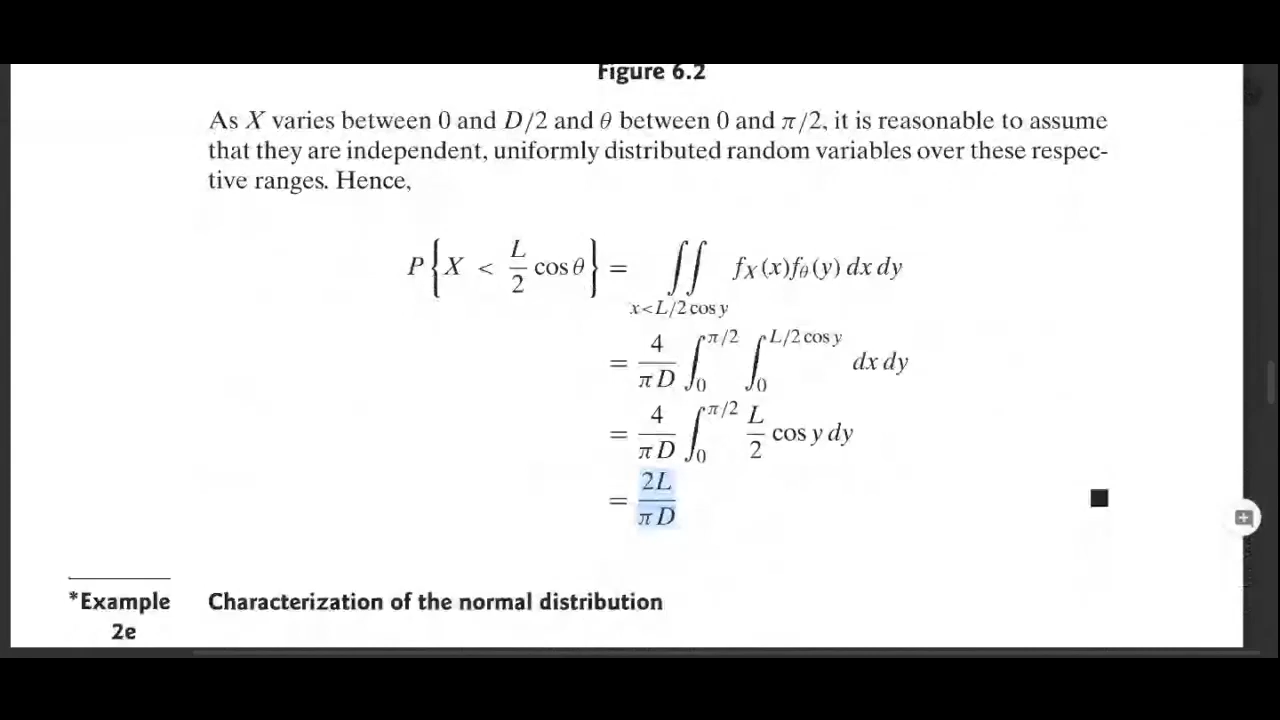 Figure 6.2
As X varies between 0 and D/2 and θ between 0 and π/2, it is reasonable to assume
that they are independent, uniformly distributed random variables over these respec-
tive ranges. Hence,
P{X < L/2 cos θ} = ∬_{x<L/2 cos y} f_X(x)f_θ(y) dx dy
= 4/(πD) ∫_0^{π/2} ∫_0^{L/2 cos y} dx dy
= 4/(πD) ∫_0^{π/2} L/2 cos y dy
= 2L/(πD)
*Example Characterization of the normal distribution
2e